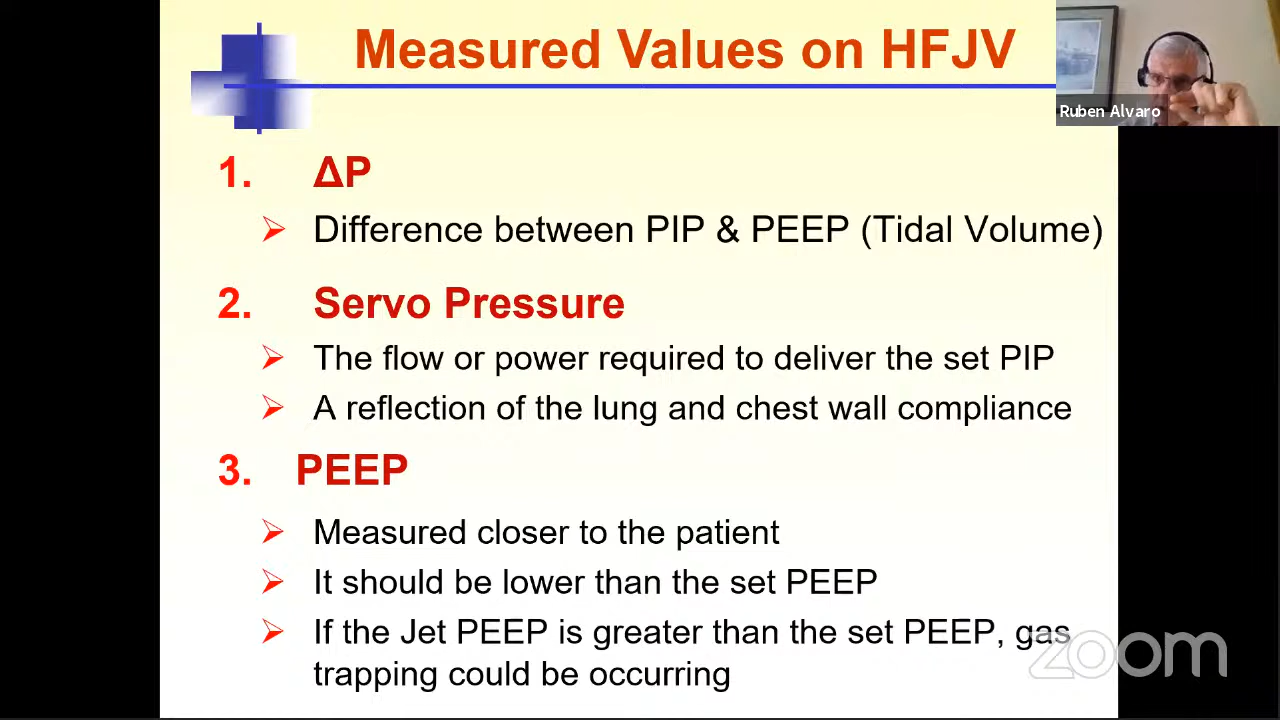 Measured Values on HFJV
Ruben Alvaro
1. ΔP
Difference between PIP & PEEP (Tidal Volume)
2. Servo Pressure
The flow or power required to deliver the set PIP
A reflection of the lung and chest wall compliance
3. PEEP
Measured closer to the patient
It should be lower than the set PEEP
If the Jet PEEP is greater than the set PEEP, gas
trapping could be occurring
zoom